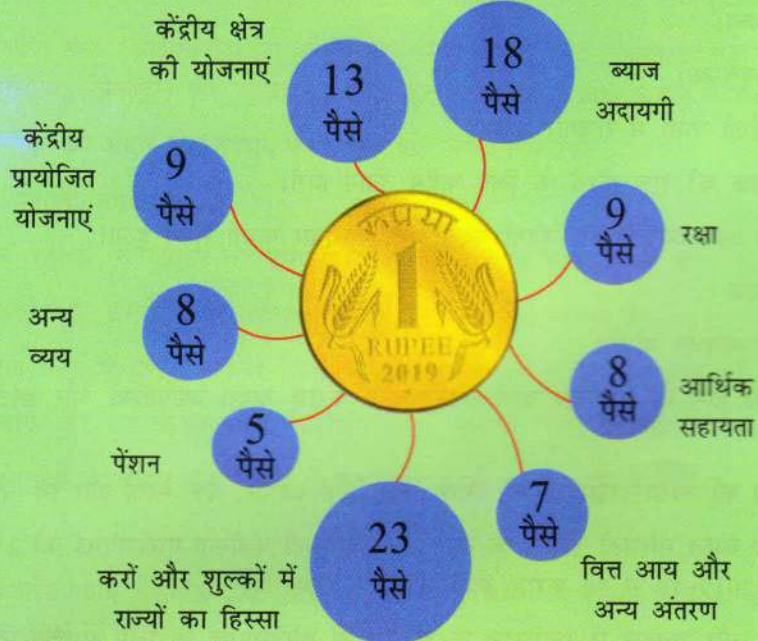 केंद्रीय क्षेत्र
की योजनाएं
13
पैसे
18
पैसे
ब्याज
अदायगी
केंद्रीय
प्रायोजित
योजनाएं
9
पैसे
9
पैसे
रक्षा
रुपया
1
RUPEE
2019
अन्य
व्यय
8
पैसे
8
पैसे
आर्थिक
सहायता
पेंशन
5
पैसे
7
पैसे
वित्त आय और
अन्य अंतरण
23
पैसे
करों और शुल्कों में
राज्यों का हिस्सा